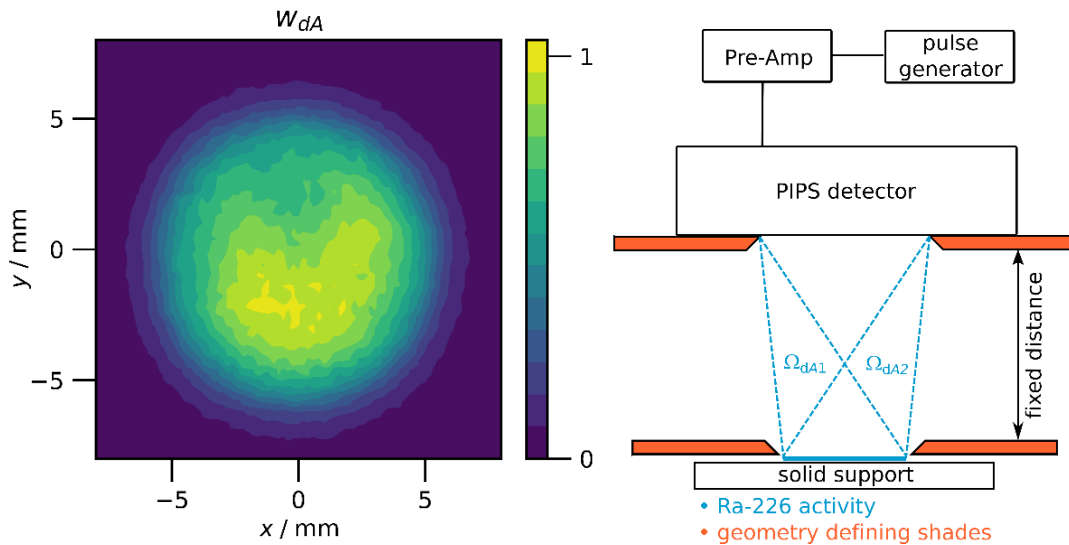 w_dA
5
0
−5
y / mm
−5
0
5
x / mm
1
0
Pre-Amp
pulse
generator
PIPS detector
Ω_dA1
Ω_dA2
fixed distance
solid support
• Ra-226 activity
• geometry defining shades